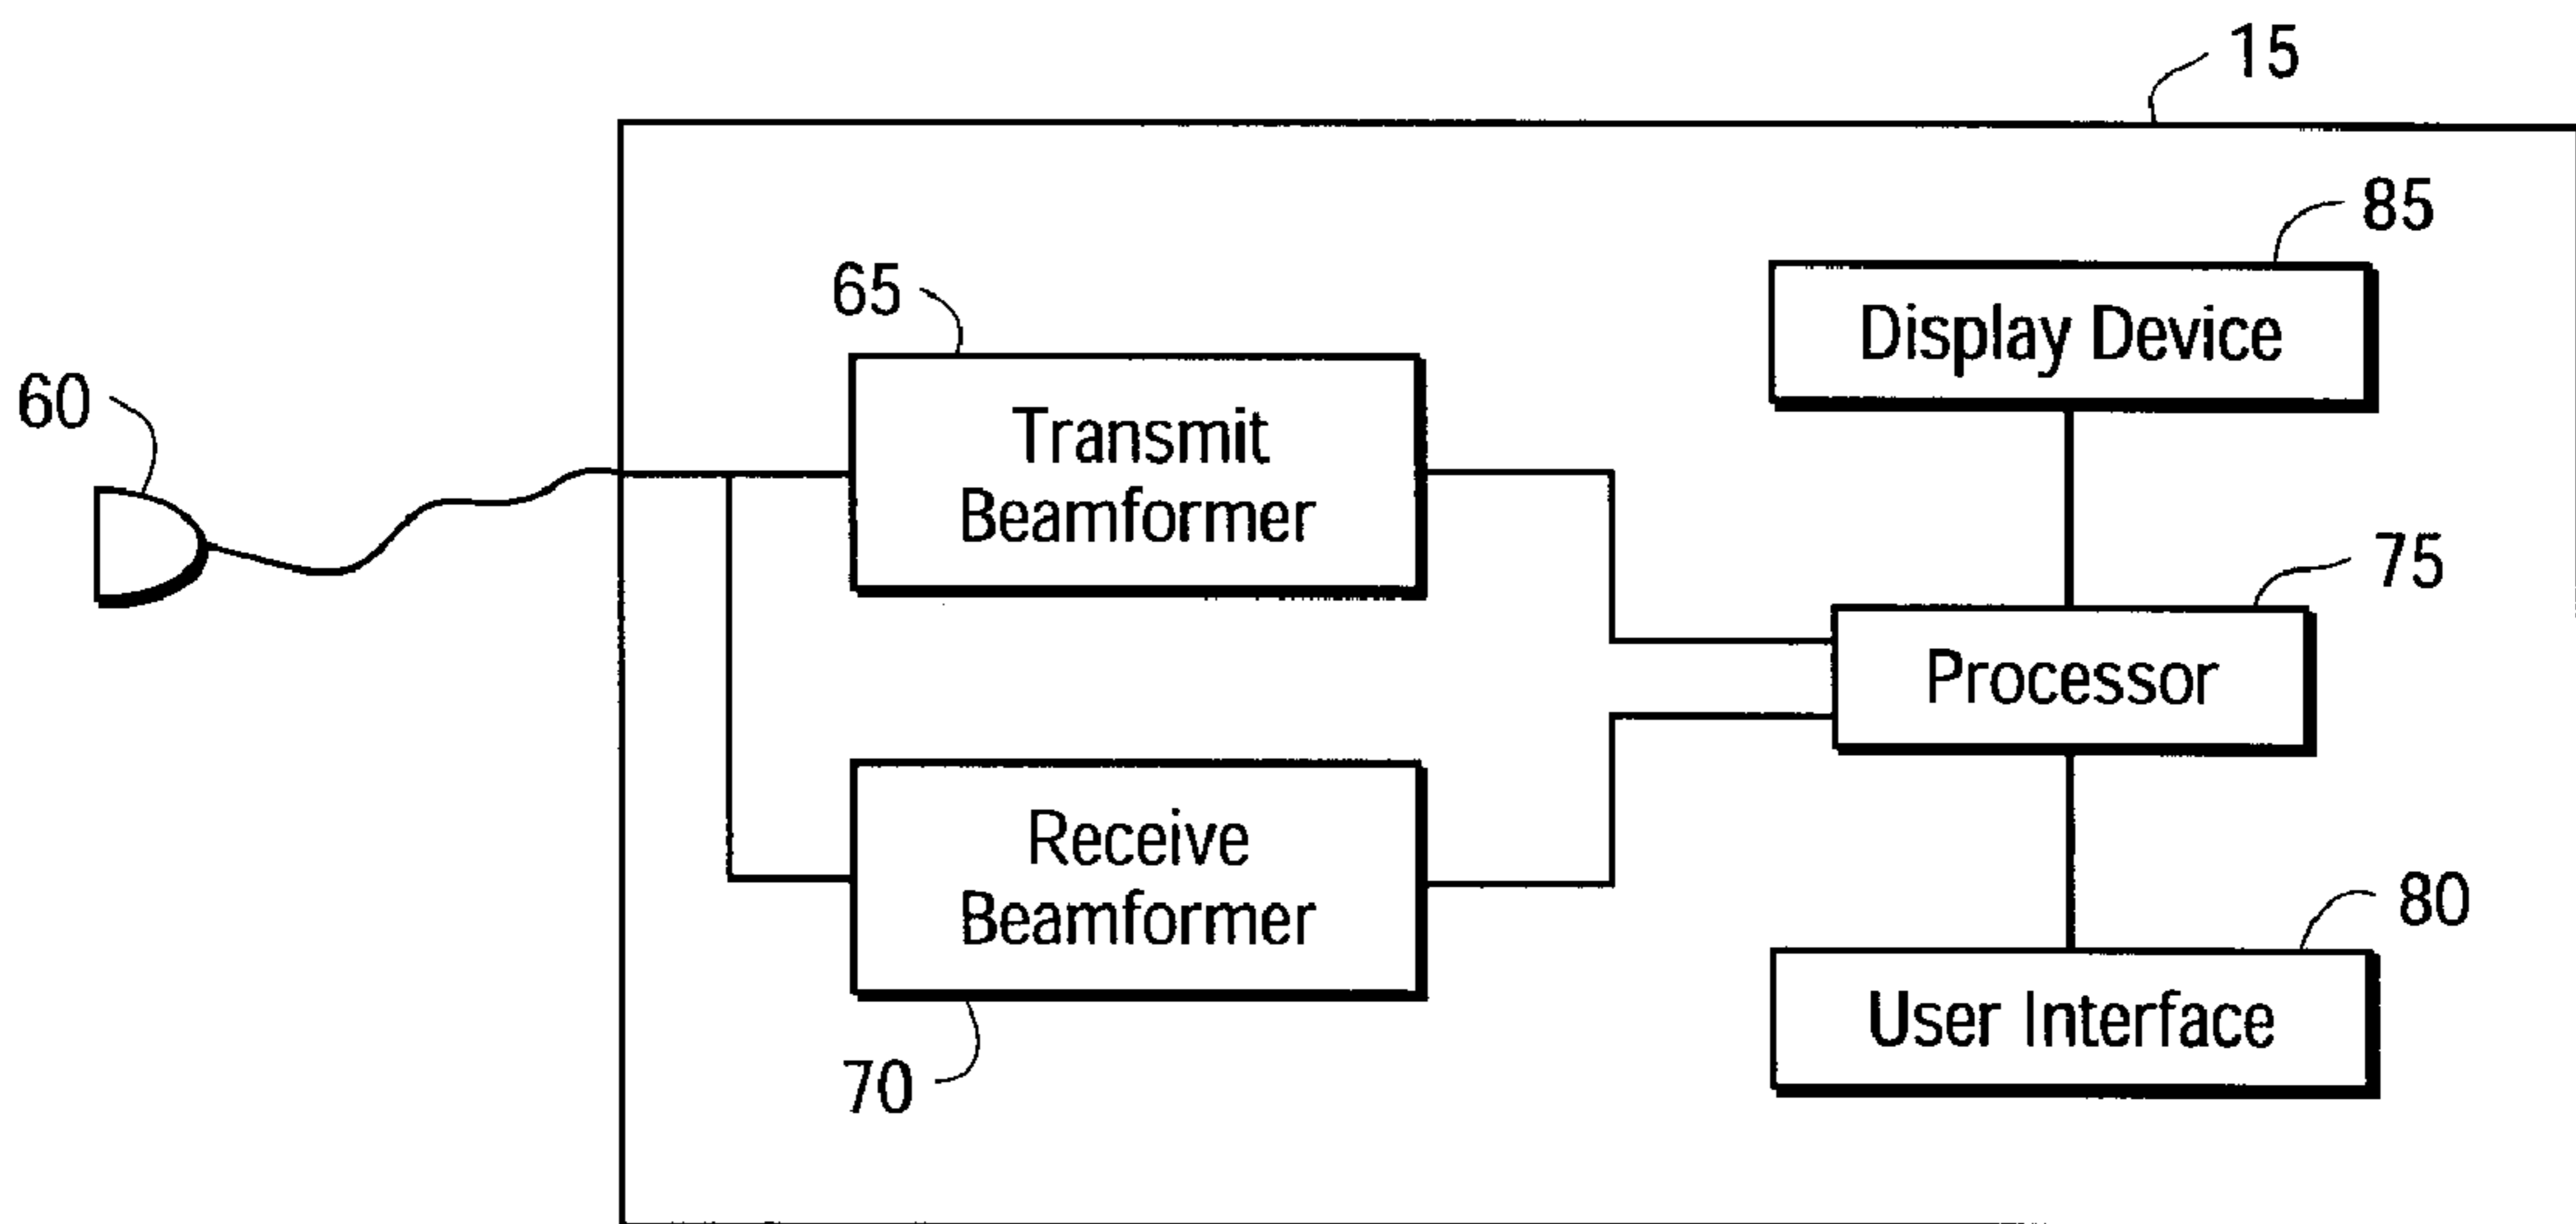 15
85
65
Display Device
60
Transmit
Beamformer
75
Processor
Receive
Beamformer
80
User Interface
70